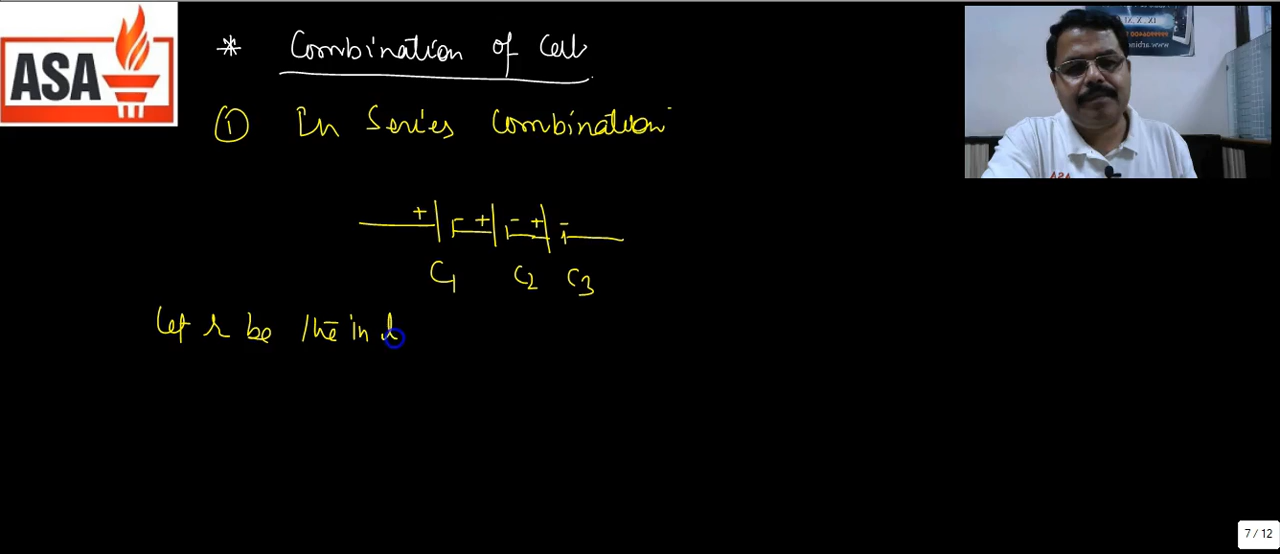 ASA
* Combination of Cell
① In Series Combination
+ - + - + -
C1 C2 C3
Let r be the in
7 / 12